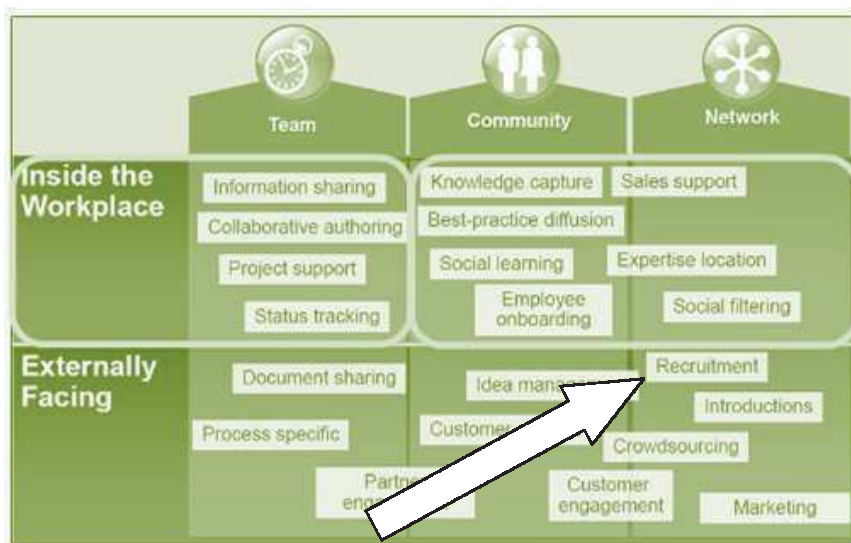 Team
Community
Network
Inside the
Workplace
Information sharing
Collaborative authoring
Project support
Status tracking
Knowledge capture
Best-practice diffusion
Social learning
Employee
onboarding
Sales support
Expertise location
Social filtering
Externally
Facing
Document sharing
Process specific
Idea
Customer
Customer
engagement
Recruitment
Introductions
Crowdsourcing
Marketing